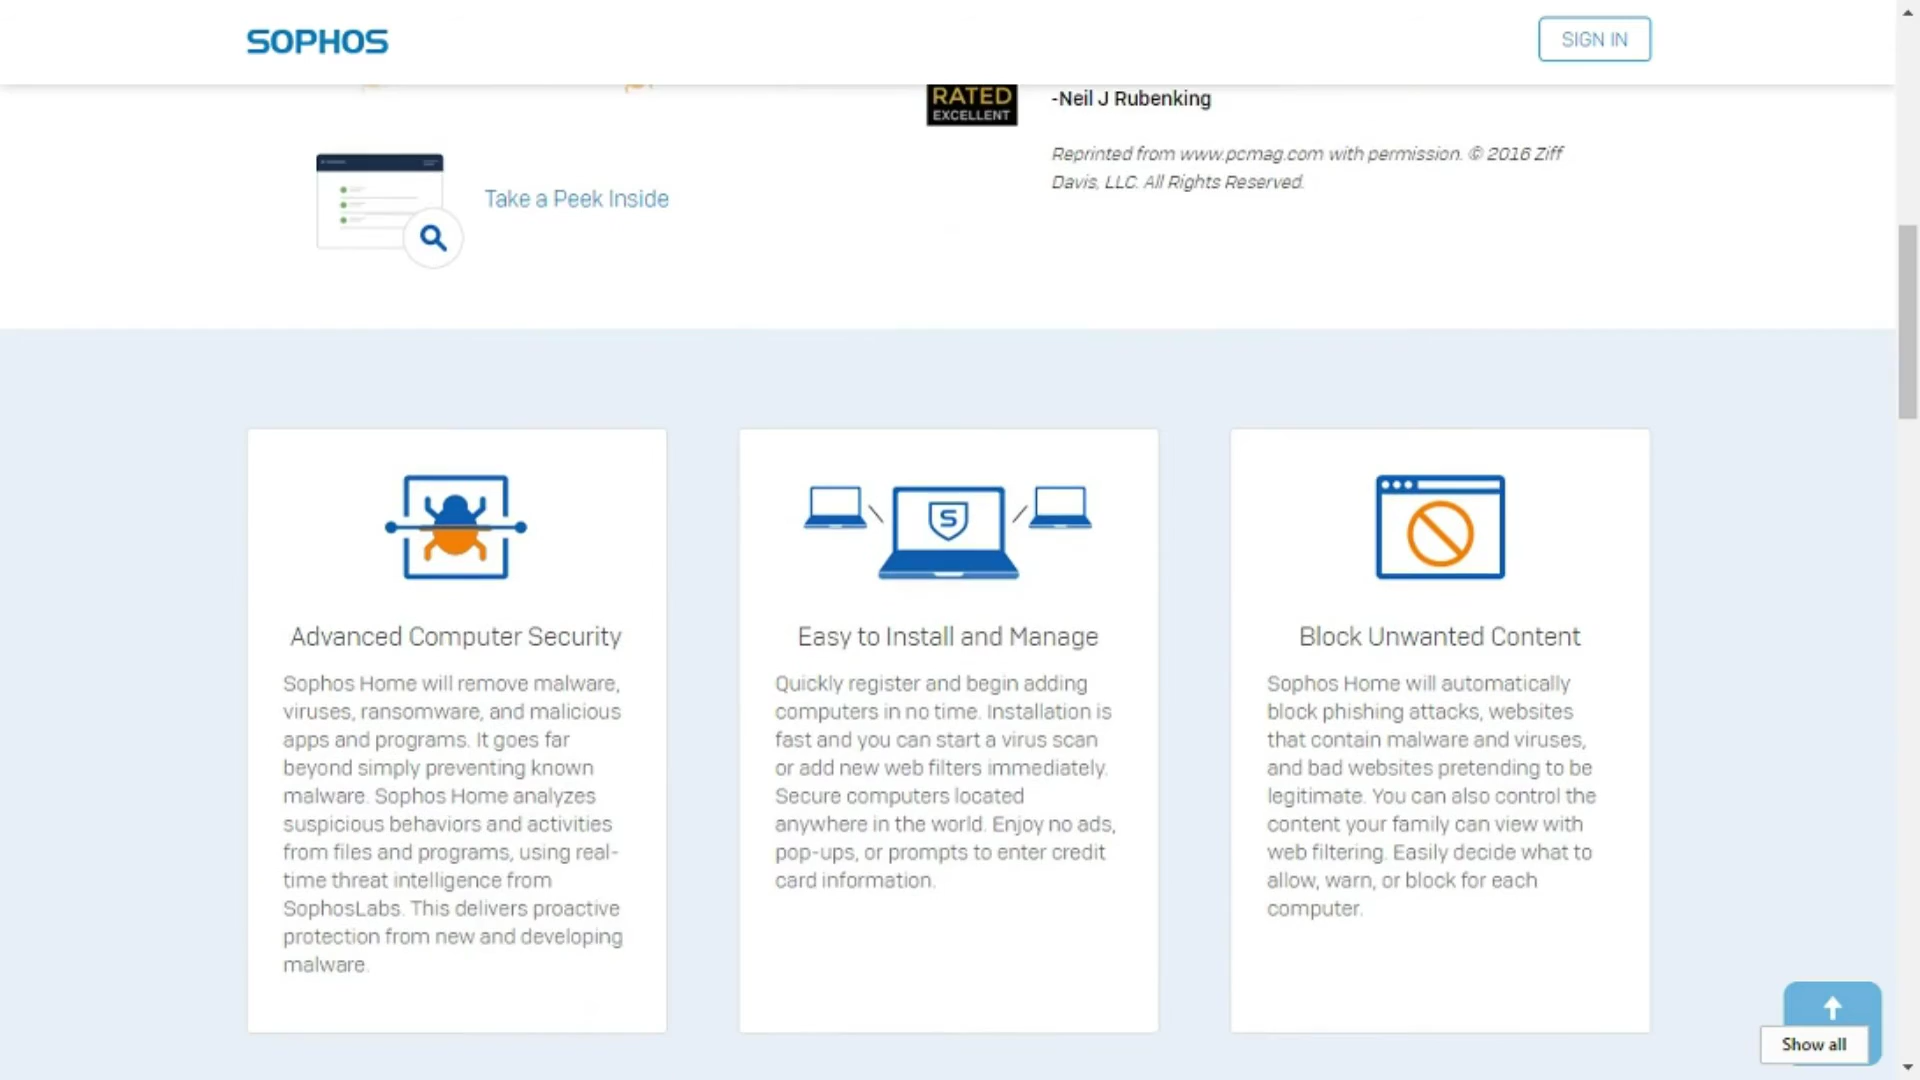 SOPHOS
SIGN IN
RATED
EXCELLENT
-Neil J Rubenking
Reprinted from www.pcmag.com with permission. © 2016 Ziff
Davis, LLC. All Rights Reserved.
Take a Peek Inside
Advanced Computer Security
Sophos Home will remove malware,
viruses, ransomware, and malicious
apps and programs. It goes far
beyond simply preventing known
malware. Sophos Home analyzes
suspicious behaviors and activities
from files and programs, using real-
time threat intelligence from
SophosLabs. This delivers proactive
protection from new and developing
malware.
S
Easy to Install and Manage
Quickly register and begin adding
computers in no time. Installation is
fast and you can start a virus scan
or add new web filters immediately.
Secure computers located
anywhere in the world. Enjoy no ads,
pop-ups, or prompts to enter credit
card information.
Block Unwanted Content
Sophos Home will automatically
block phishing attacks, websites
that contain malware and viruses,
and bad websites pretending to be
legitimate. You can also control the
content your family can view with
web filtering. Easily decide what to
allow, warn, or block for each
computer.
Show all